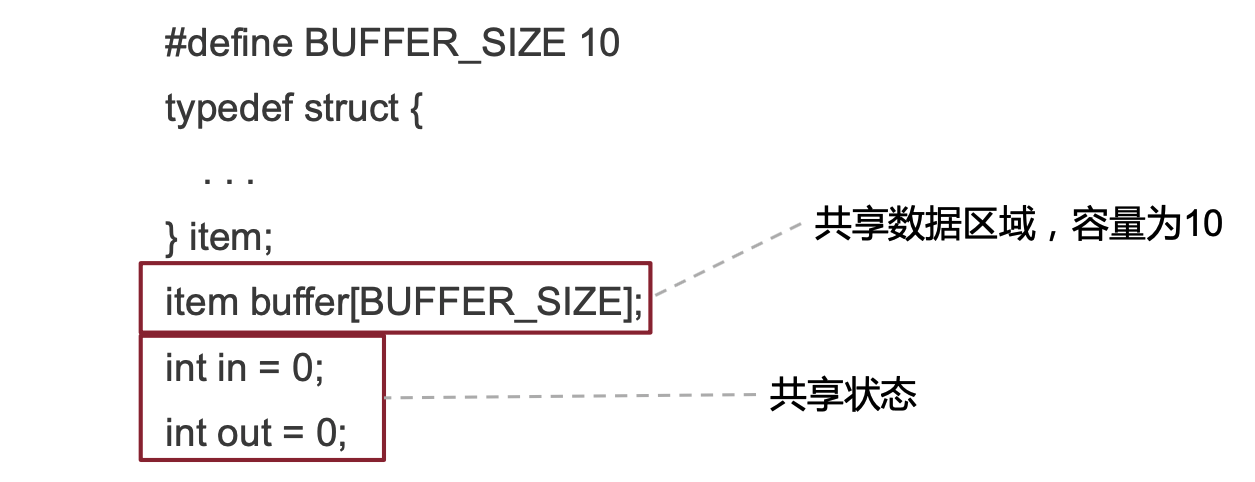 #define BUFFER_SIZE 10
typedef struct {
. . .
} item;
共享数据区域，容量为10
item buffer[BUFFER_SIZE];
int in = 0;
共享状态
int out = 0;